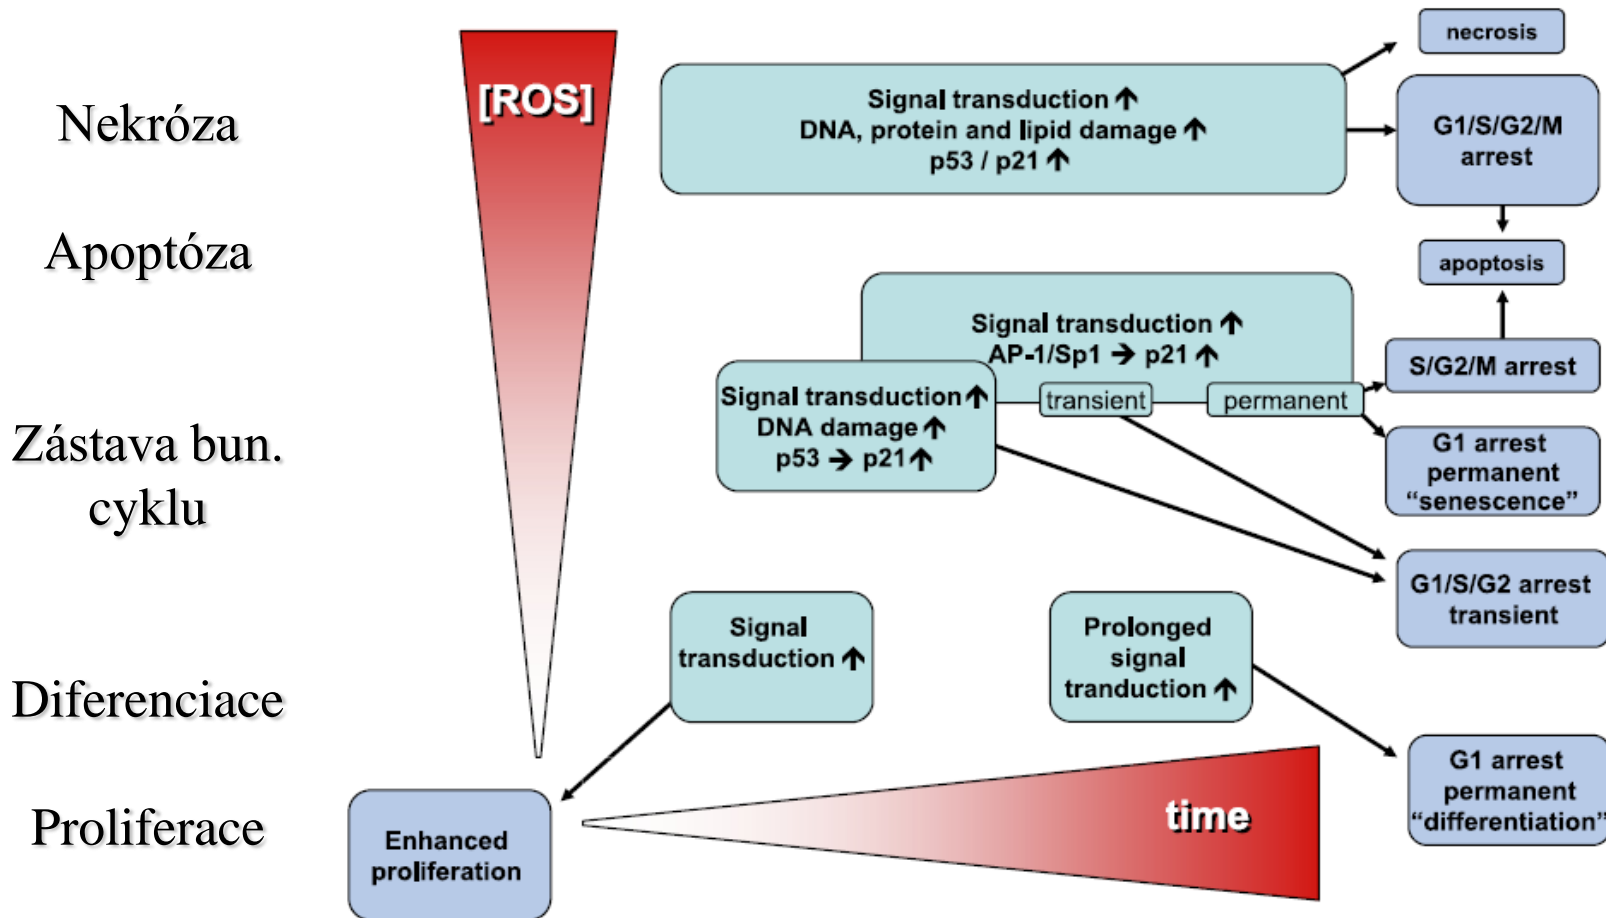 Nekróza
Apoptóza
Zástava bun.
cyklu
Diferenciace
Proliferace
[ROS]
Signal transduction ↑
DNA, protein and lipid damage ↑
p53 / p21 ↑
necrosis
G1/S/G2/M
arrest
apoptosis
Signal transduction ↑
AP-1/Sp1 → p21 ↑
transient
permanent
S/G2/M arrest
Signal transduction ↑
DNA damage ↑
p53 → p21 ↑
G1 arrest
permanent
“senescence”
G1/S/G2 arrest
transient
Signal
transduction ↑
Prolonged
signal
tranduction ↑
G1 arrest
permanent
“differentiation”
Enhanced
proliferation
time